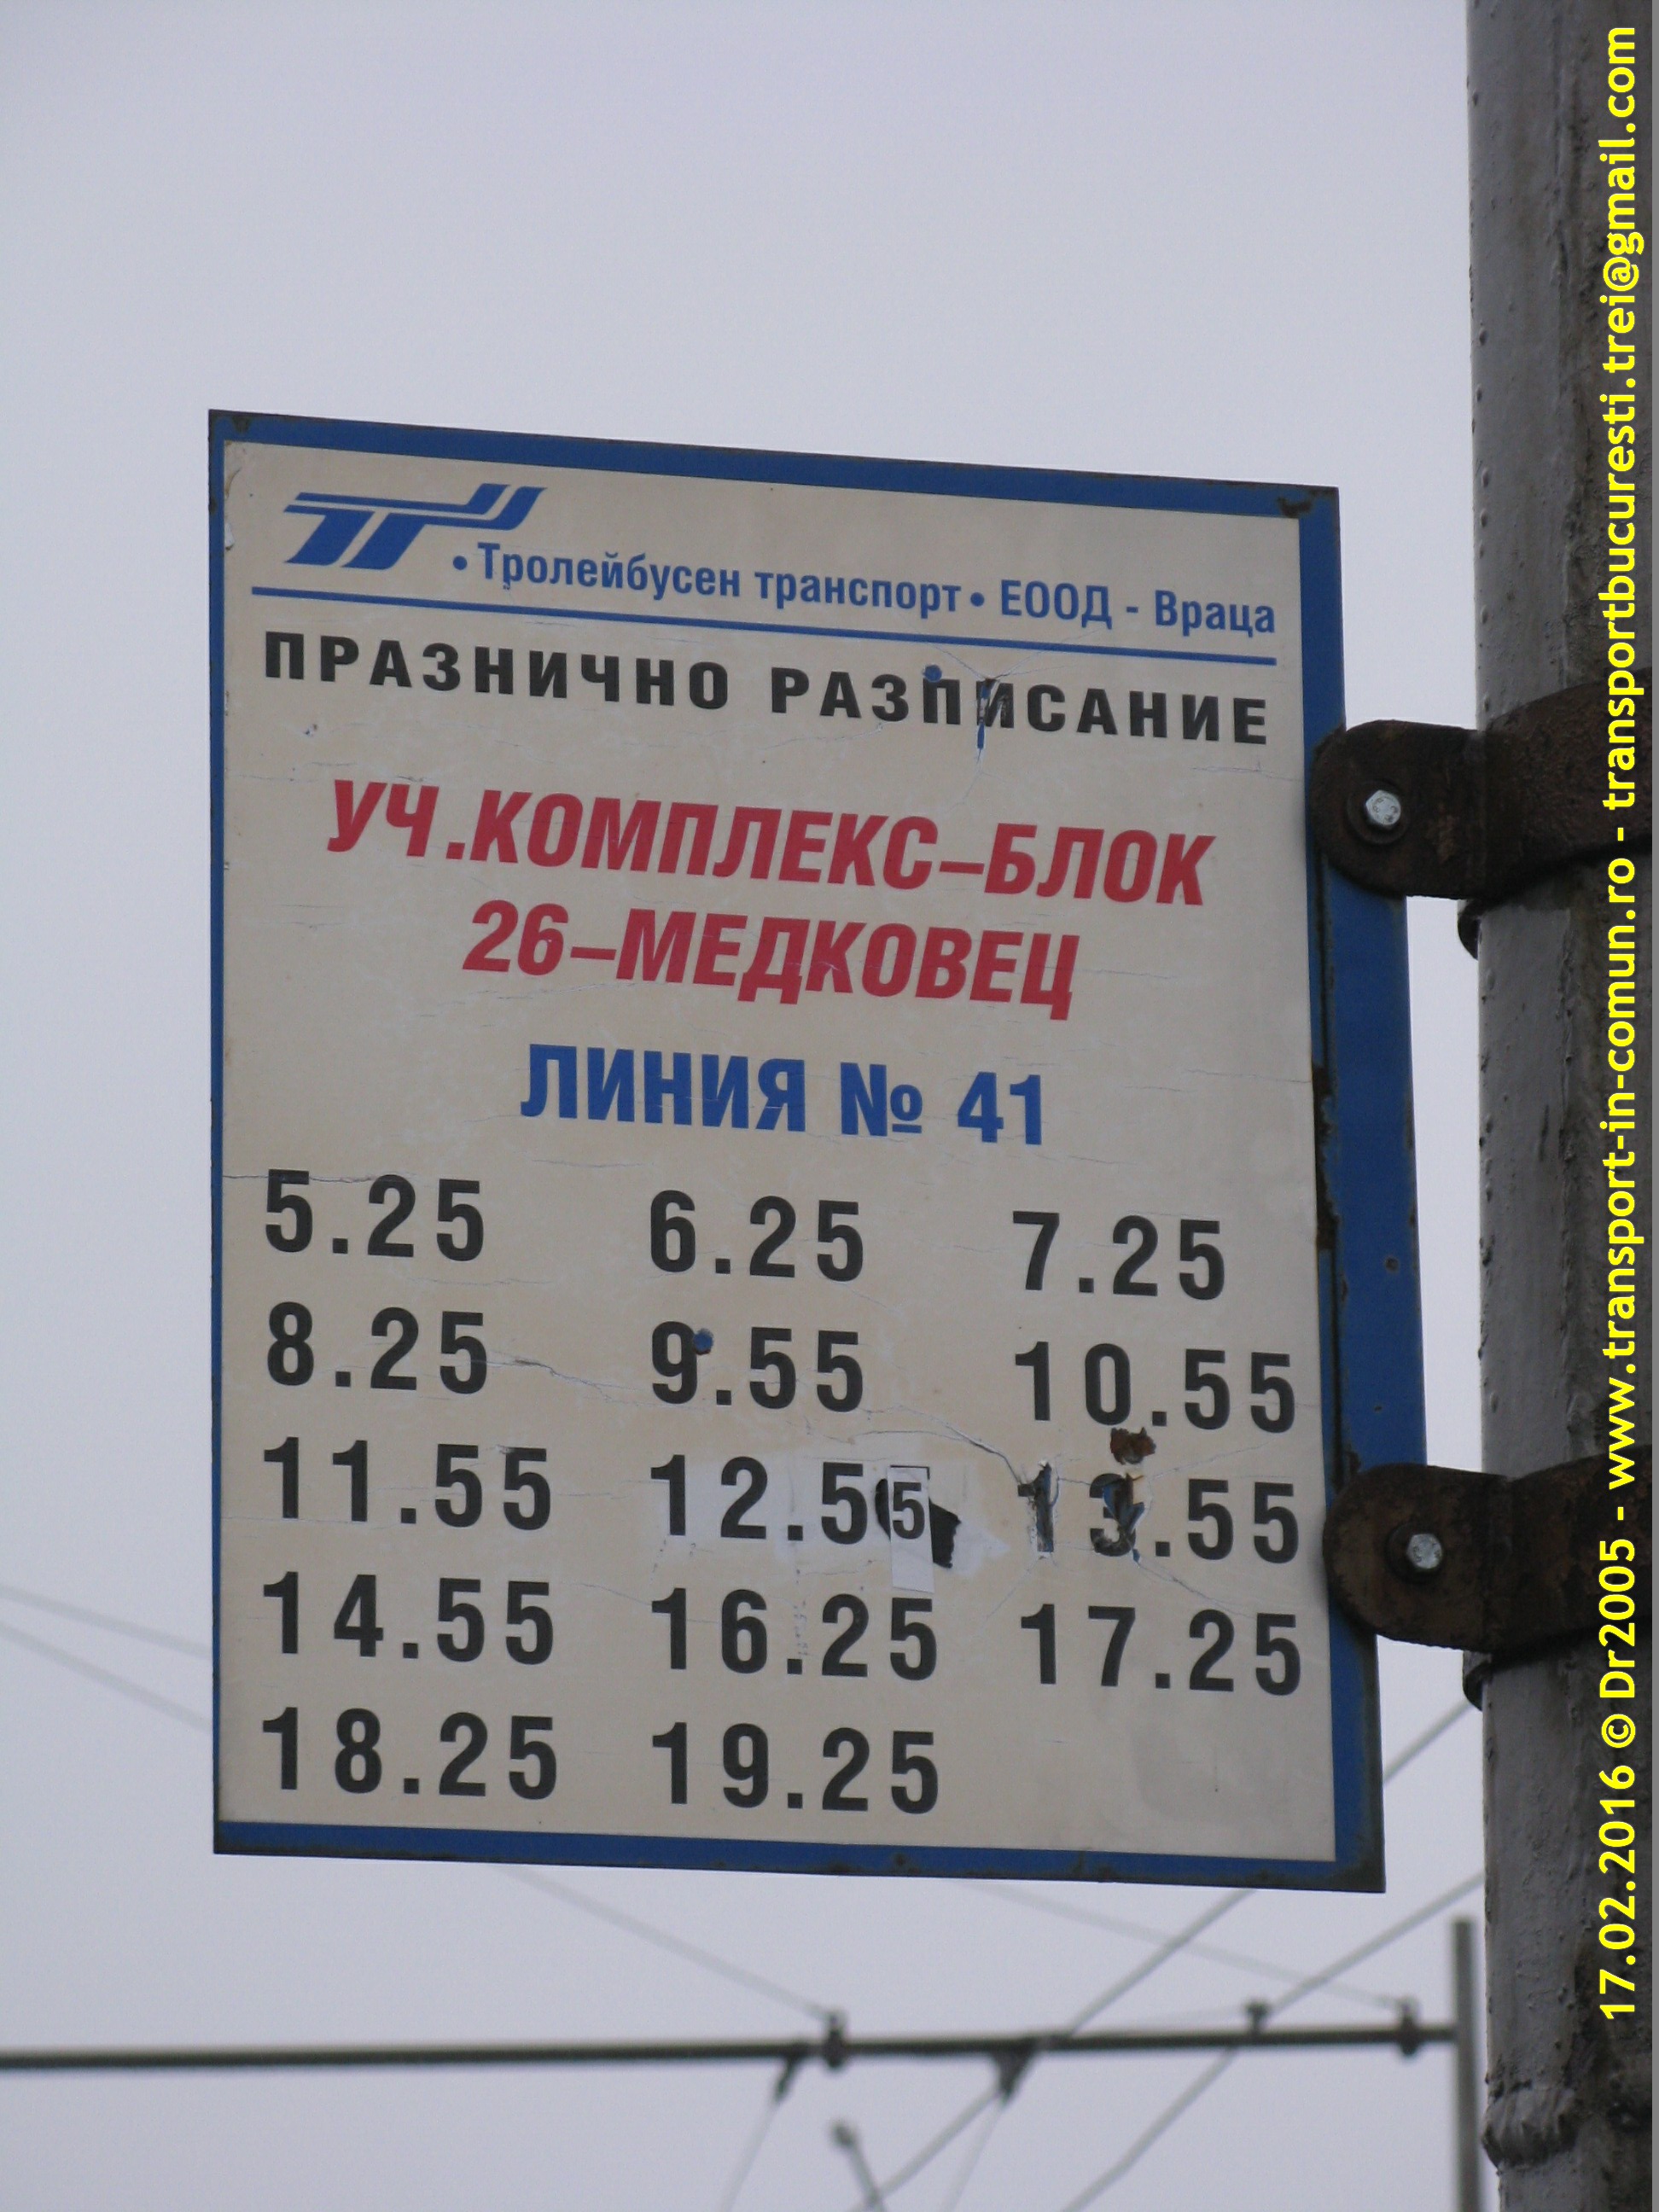 • Тролейбусен транспорт • ЕООД - Враца
ПРАЗНИЧНО РАЗПИСАНИЕ
УЧ.КОМПЛЕКС–БЛОК
26–МЕДКОВЕЦ
ЛИНИЯ № 41
5.25 6.25 7.25
8.25 9.55 10.55
11.55 12.55 13.55
14.55 16.25 17.25
18.25 19.25
17.02.2016 © Dr2005 - www.transport-in-comun.ro - transportbucuresti.trei@gmail.com